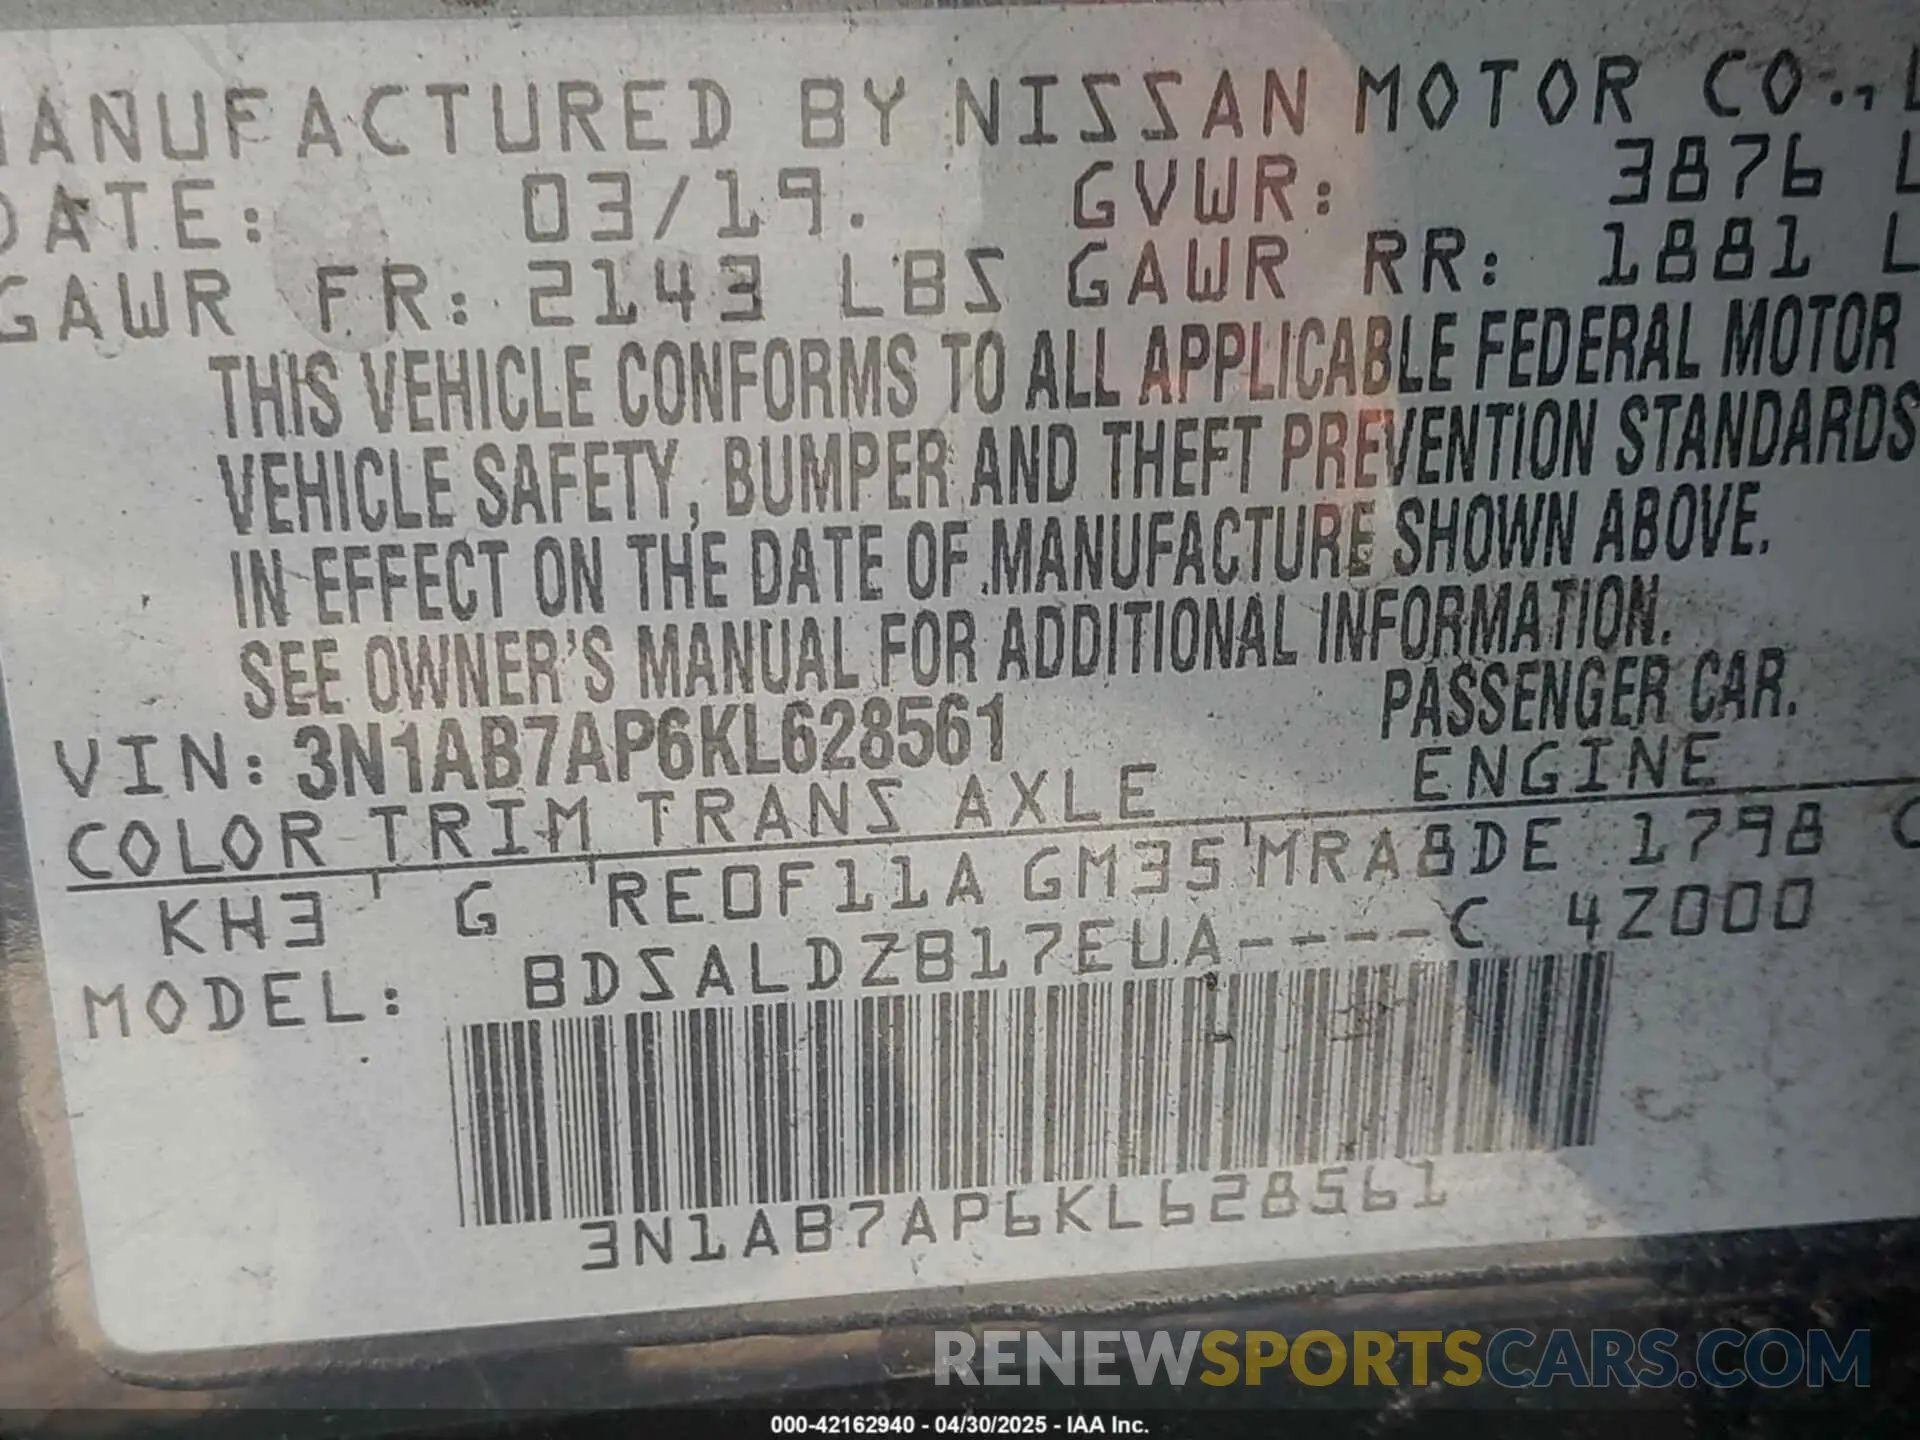 MANUFACTURED BY NISSAN MOTOR CO., L
DATE: 03/19. GVWR: 3876 L
GAWR FR: 2143 LBS GAWR RR: 1881 L
THIS VEHICLE CONFORMS TO ALL APPLICABLE FEDERAL MOTOR
VEHICLE SAFETY, BUMPER AND THEFT PREVENTION STANDARDS
IN EFFECT ON THE DATE OF MANUFACTURE SHOWN ABOVE.
SEE OWNER'S MANUAL FOR ADDITIONAL INFORMATION.
VIN: 3N1AB7AP6KL628561 PASSENGER CAR.
COLOR TRIM TRANS AXLE ENGINE
KH3 G RE0F11A GM35 MRA8DE 1798 C
MODEL: BDSALDZB17EUA----C 4Z000
3N1AB7AP6KL628561
RENEWSPORTSCARS.COM
000-42162940 - 04/30/2025 - IAA Inc.